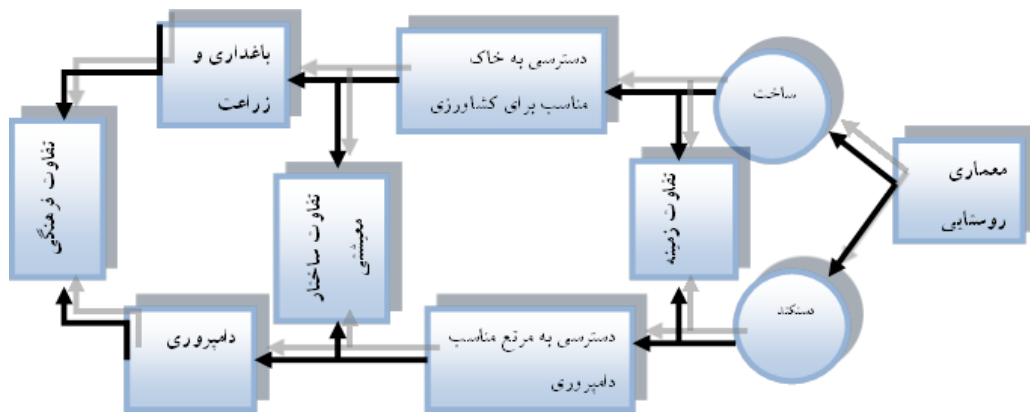 معماری
روستایی
ساخت
دستکند
تفاوت زمینه
دسترسی به خاک
مناسب برای کشاورزی
دسترسی به مرتع مناسب
دامپروری
تفاوت ساختار
معیشتی
باغداری و
زراعت
دامپروری
تفاوت فرهنگی